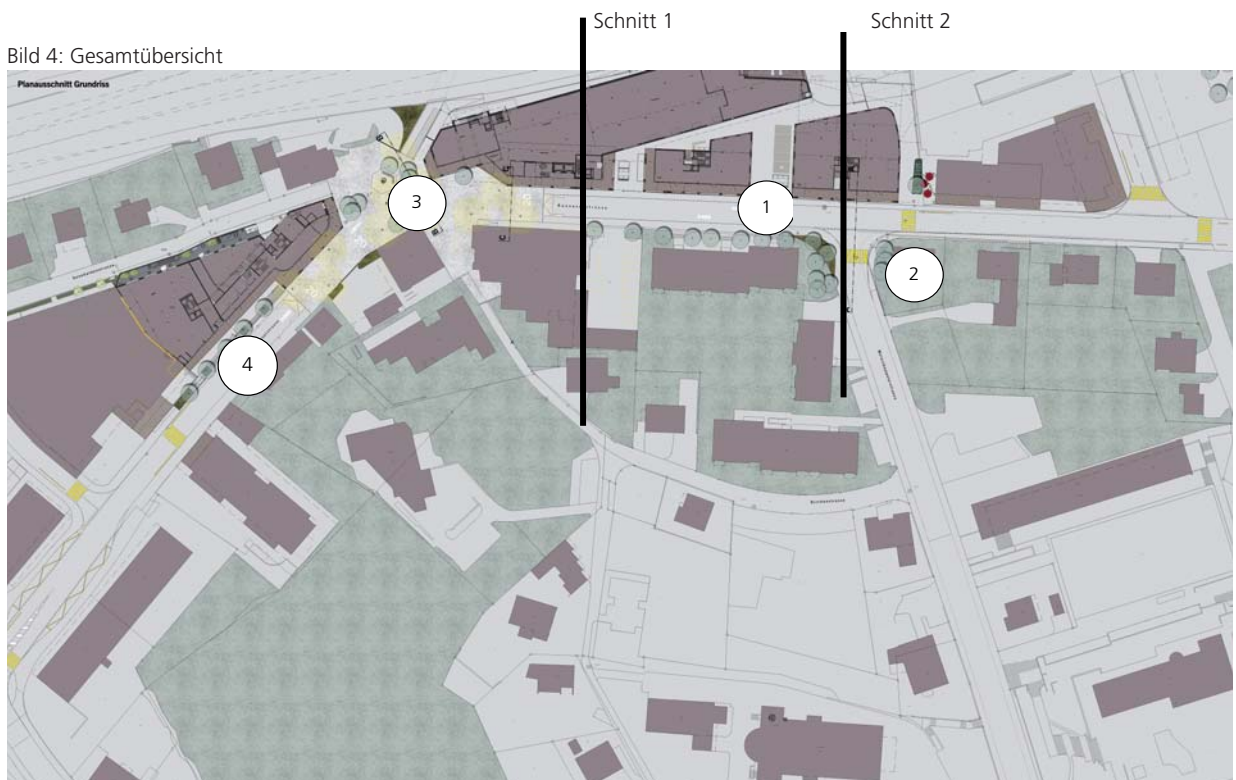 Schnitt 1
Schnitt 2
Bild 4: Gesamtübersicht
Planausschnitt Grundriss
3
1
2
4